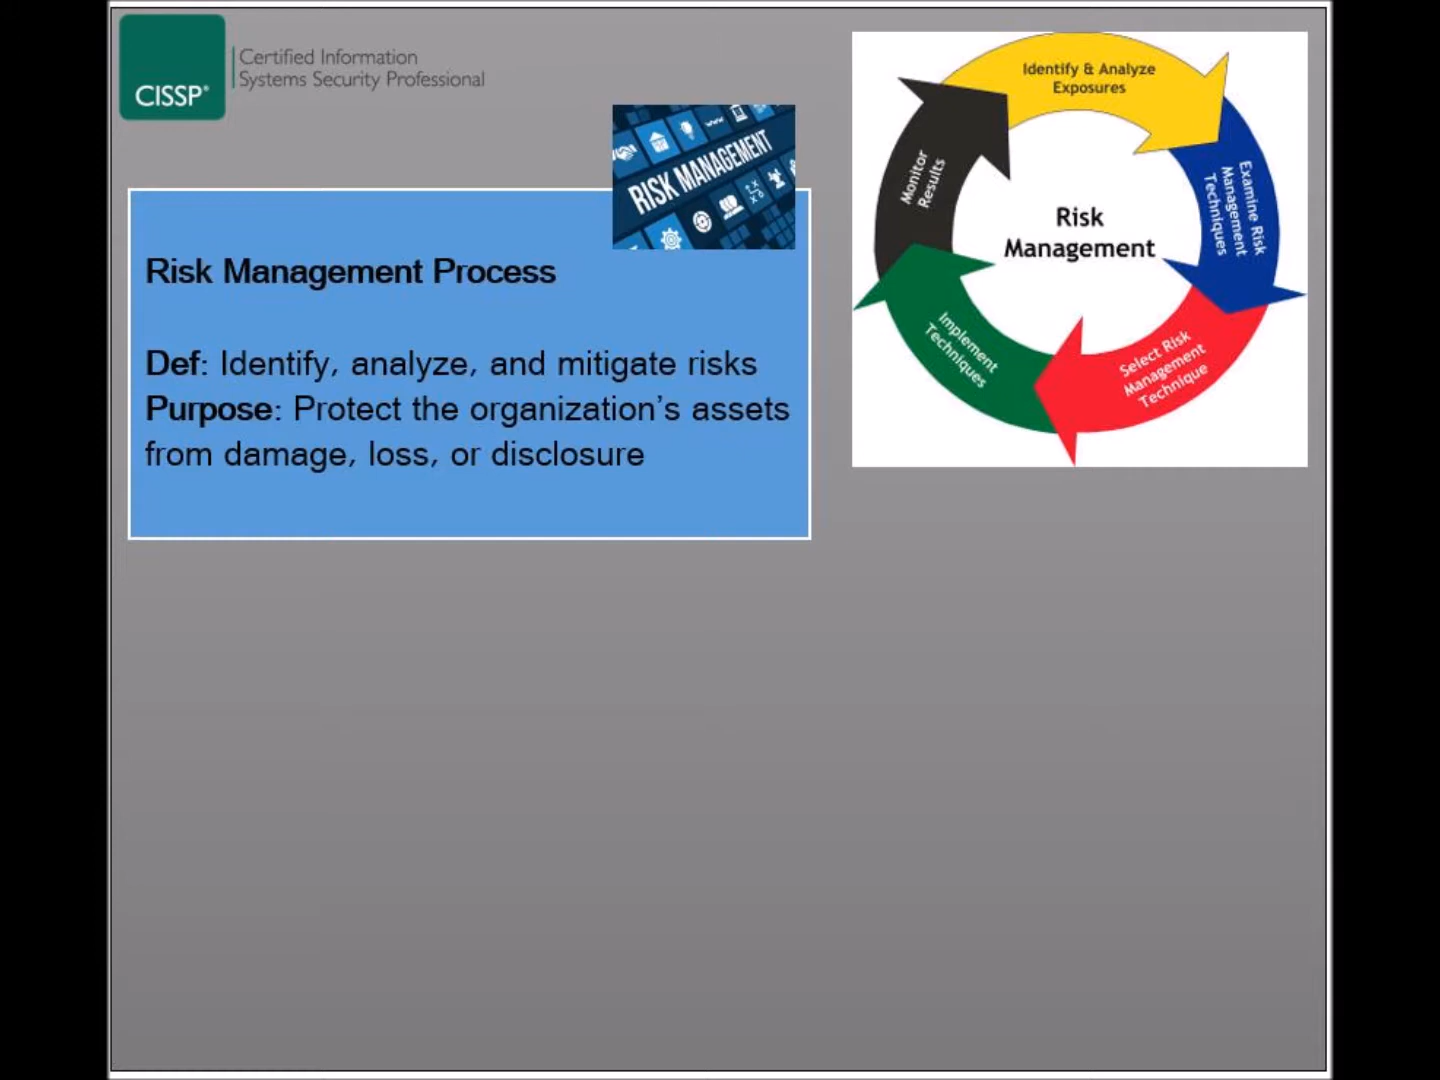 CISSP®
Certified Information
Systems Security Professional
RISK MANAGEMENT
Risk Management Process
Def: Identify, analyze, and mitigate risks
Purpose: Protect the organization’s assets
from damage, loss, or disclosure
Identify & Analyze
Exposures
Examine Risk
Management
Techniques
Select Risk
Management
Technique
Implement
Techniques
Monitor
Results
Risk
Management